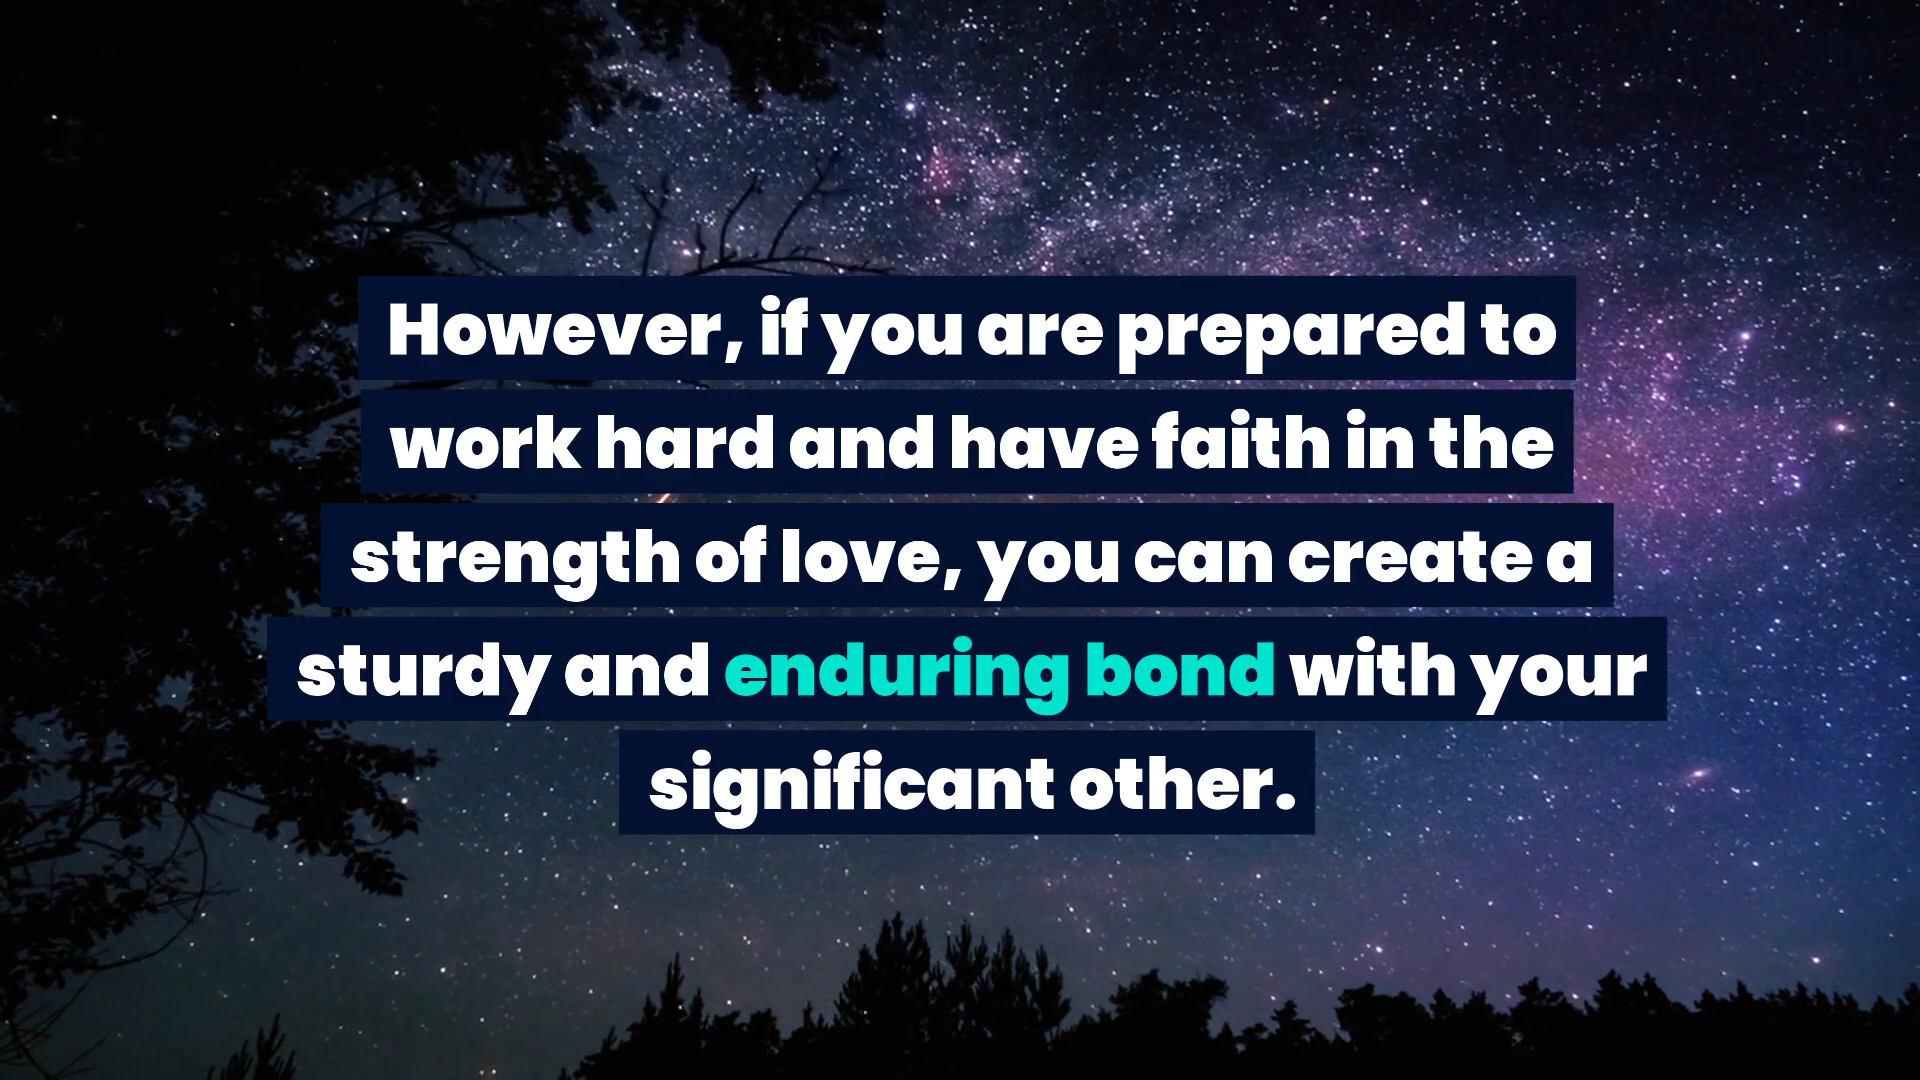 However, if you are prepared to
work hard and have faith in the
strength of love, you can create a
sturdy and enduring bond with your
significant other.